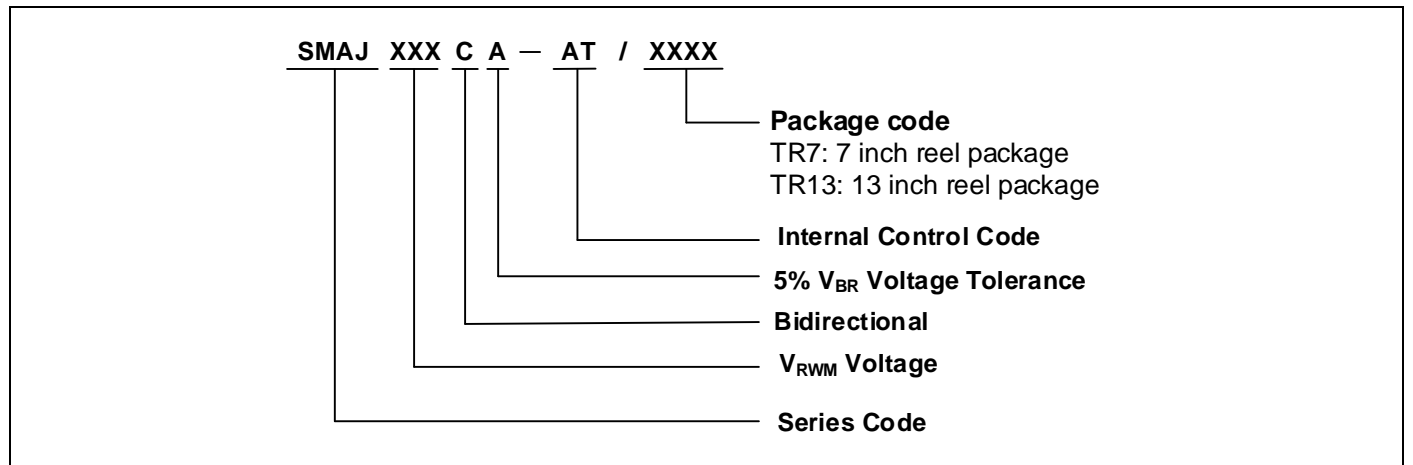 SMAJ XXX C A — AT / XXXX
Package code
TR7: 7 inch reel package
TR13: 13 inch reel package
Internal Control Code
5% VBR Voltage Tolerance
Bidirectional
VRWM Voltage
Series Code